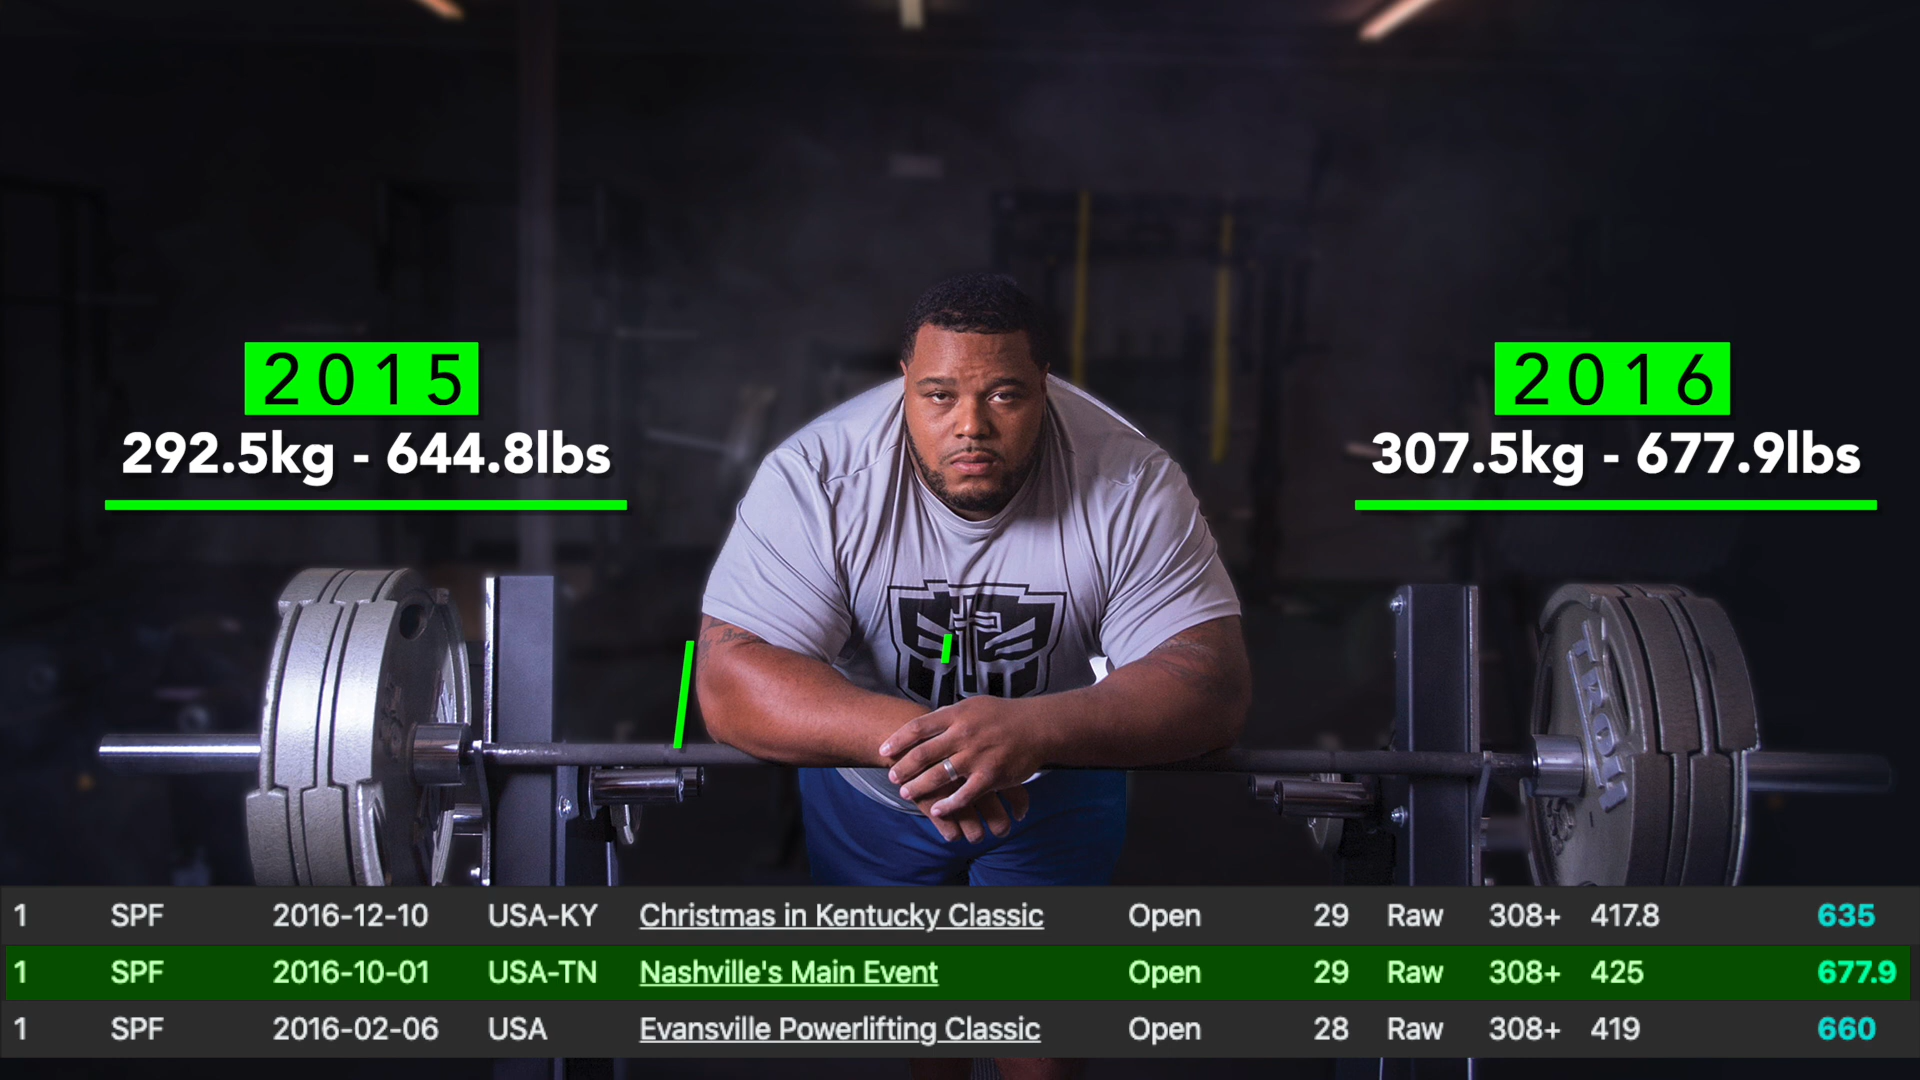 2015
292.5kg - 644.8lbs
2016
307.5kg - 677.9lbs
1 SPF 2016-12-10 USA-KY Christmas in Kentucky Classic Open 29 Raw 308+ 417.8 635
1 SPF 2016-10-01 USA-TN Nashville's Main Event Open 29 Raw 308+ 425 677.9
1 SPF 2016-02-06 USA Evansville Powerlifting Classic Open 28 Raw 308+ 419 660